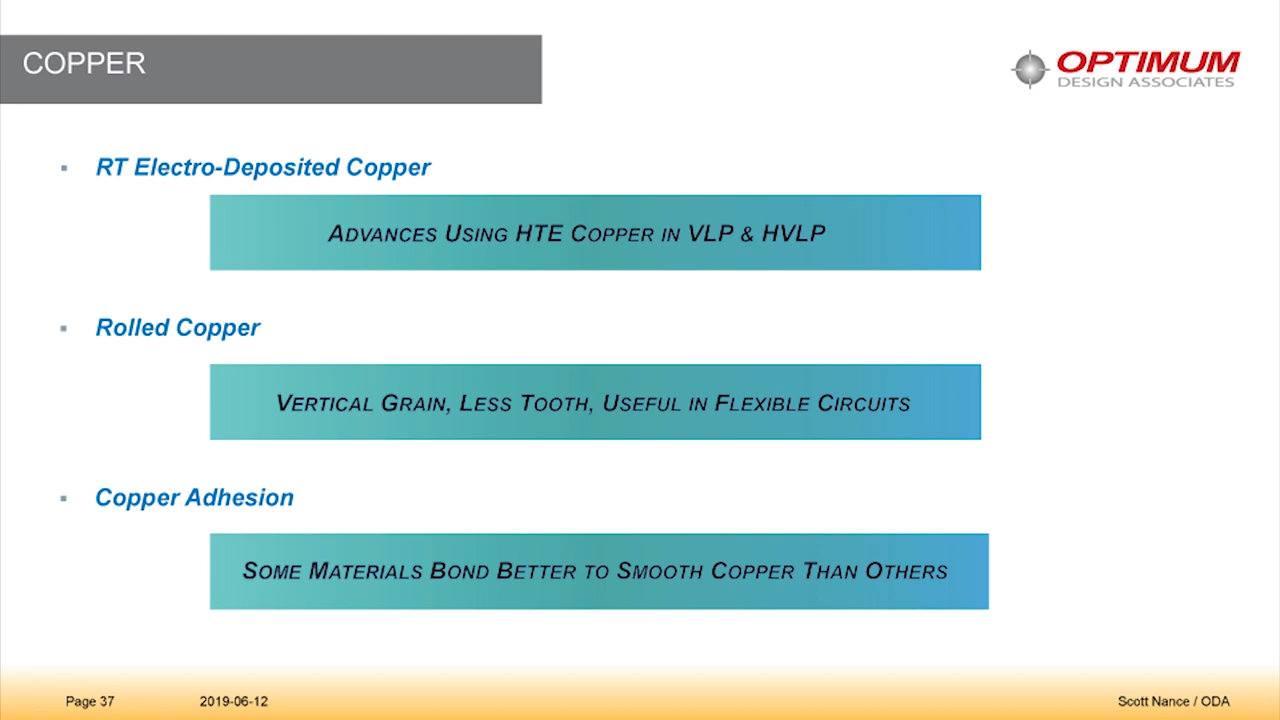 COPPER
OPTIMUM
DESIGN ASSOCIATES
RT Electro-Deposited Copper
Advances Using HTE Copper in VLP & HVLP
Rolled Copper
Vertical Grain, Less Tooth, Useful in Flexible Circuits
Copper Adhesion
Some Materials Bond Better to Smooth Copper Than Others
Page 37
2019-06-12
Scott Nance / ODA